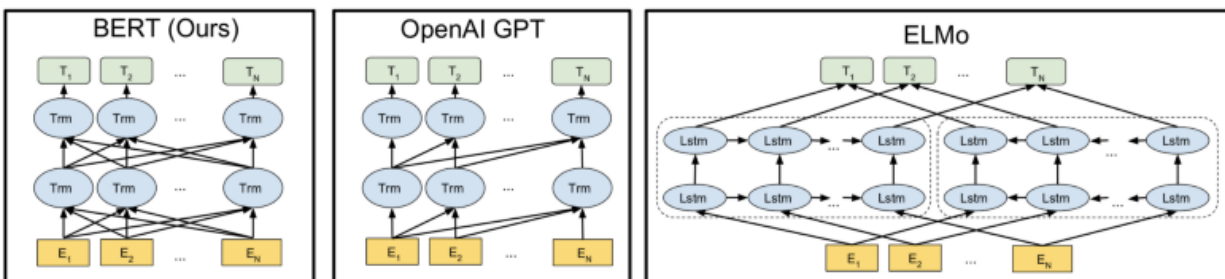 BERT (Ours)
T1 T2 ... TN
Trm Trm ... Trm
Trm Trm ... Trm
E1 E2 ... EN
OpenAI GPT
T1 T2 ... TN
Trm Trm ... Trm
Trm Trm ... Trm
E1 E2 ... EN
ELMo
T1 T2 ... TN
Lstm Lstm ... Lstm Lstm Lstm ... Lstm
Lstm Lstm ... Lstm Lstm Lstm ... Lstm
E1 E2 ... EN